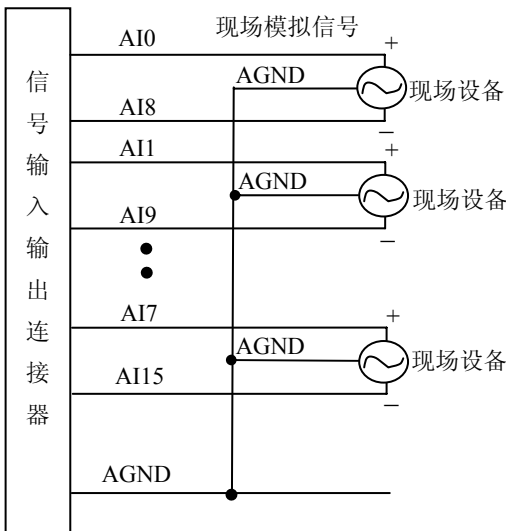 现场模拟信号
AI0
+
AGND
现场设备
AI8
−
AI1
+
AGND
现场设备
AI9
−
AI7
+
AGND
现场设备
AI15
−
AGND
信号输入输出连接器